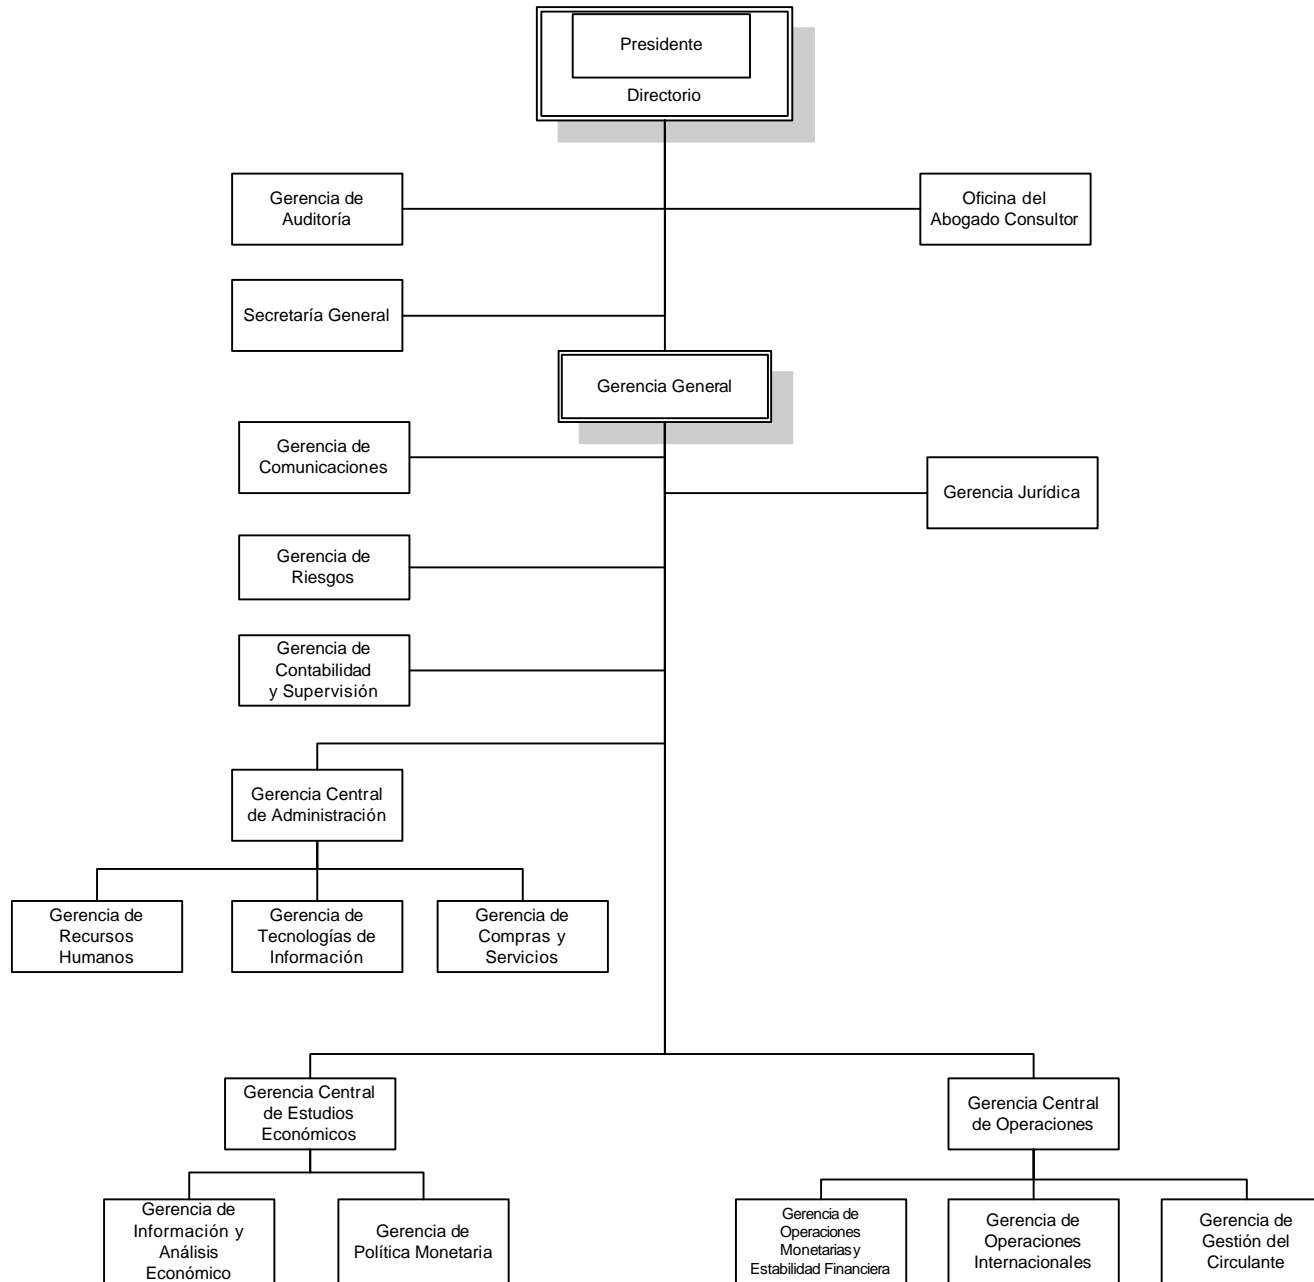 Presidente
Directorio
Gerencia de
Auditoría
Oficina del
Abogado Consultor
Secretaría General
Gerencia General
Gerencia de
Comunicaciones
Gerencia Jurídica
Gerencia de
Riesgos
Gerencia de
Contabilidad
y Supervisión
Gerencia Central
de Administración
Gerencia de
Recursos
Humanos
Gerencia de
Tecnologías de
Información
Gerencia de
Compras y
Servicios
Gerencia Central
de Estudios
Económicos
Gerencia Central
de Operaciones
Gerencia de
Información y
Análisis
Económico
Gerencia de
Política Monetaria
Gerencia de
Operaciones
Monetarias y
Estabilidad Financiera
Gerencia de
Operaciones
Internacionales
Gerencia de
Gestión del
Circulante